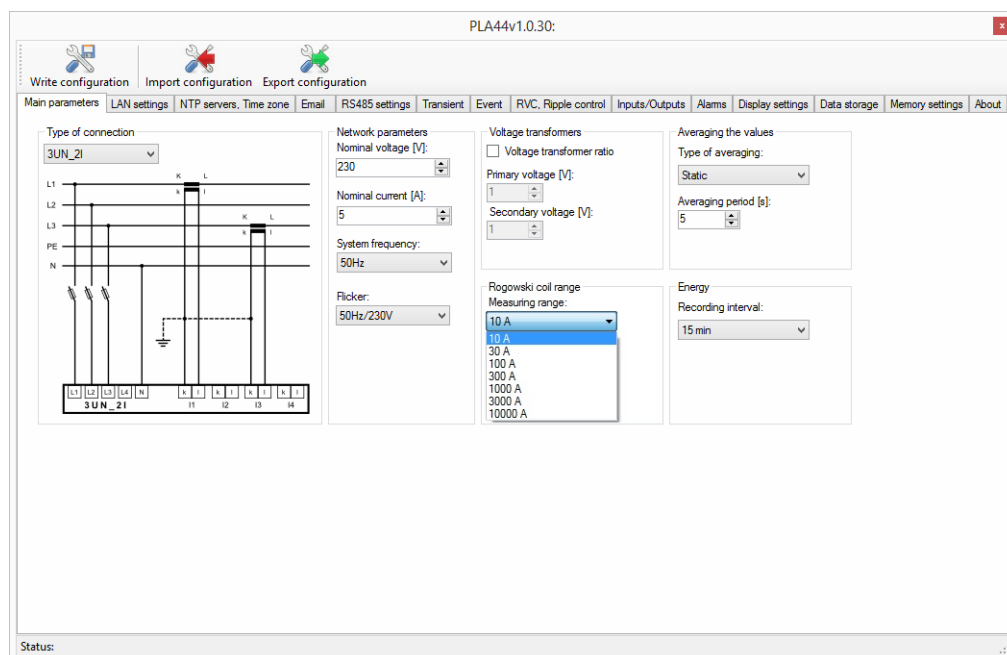 PLA44v1.0.30:
x
Write configuration
Import configuration
Export configuration
Main parameters
LAN settings
NTP servers, Time zone
Email
RS485 settings
Transient
Event
RVC, Ripple control
Inputs/Outputs
Alarms
Display settings
Data storage
Memory settings
About
Type of connection
3UN_2I
K L
L1
k l
L2
K L
L3
k l
PE
N
L1 L2 L3 L4 N k l k l k l k l
3UN_2I I1 I2 I3 I4
Network parameters
Nominal voltage [V]:
230
Nominal current [A]:
5
System frequency:
50Hz
Flicker:
50Hz/230V
Voltage transformers
Voltage transformer ratio
Primary voltage [V]:
1
Secondary voltage [V]:
1
Rogowski coil range
Measuring range:
10 A
10 A
30 A
100 A
300 A
1000 A
3000 A
10000 A
Averaging the values
Type of averaging:
Static
Averaging period [s]:
5
Energy
Recording interval:
15 min
Status: